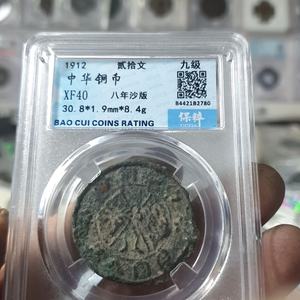 1912 贰拾文 九级
中华铜币
XF40 八年沙版
30.8*1.9mm*8.4g
B4421B2780
BAO CUI COINS RATING
保粹